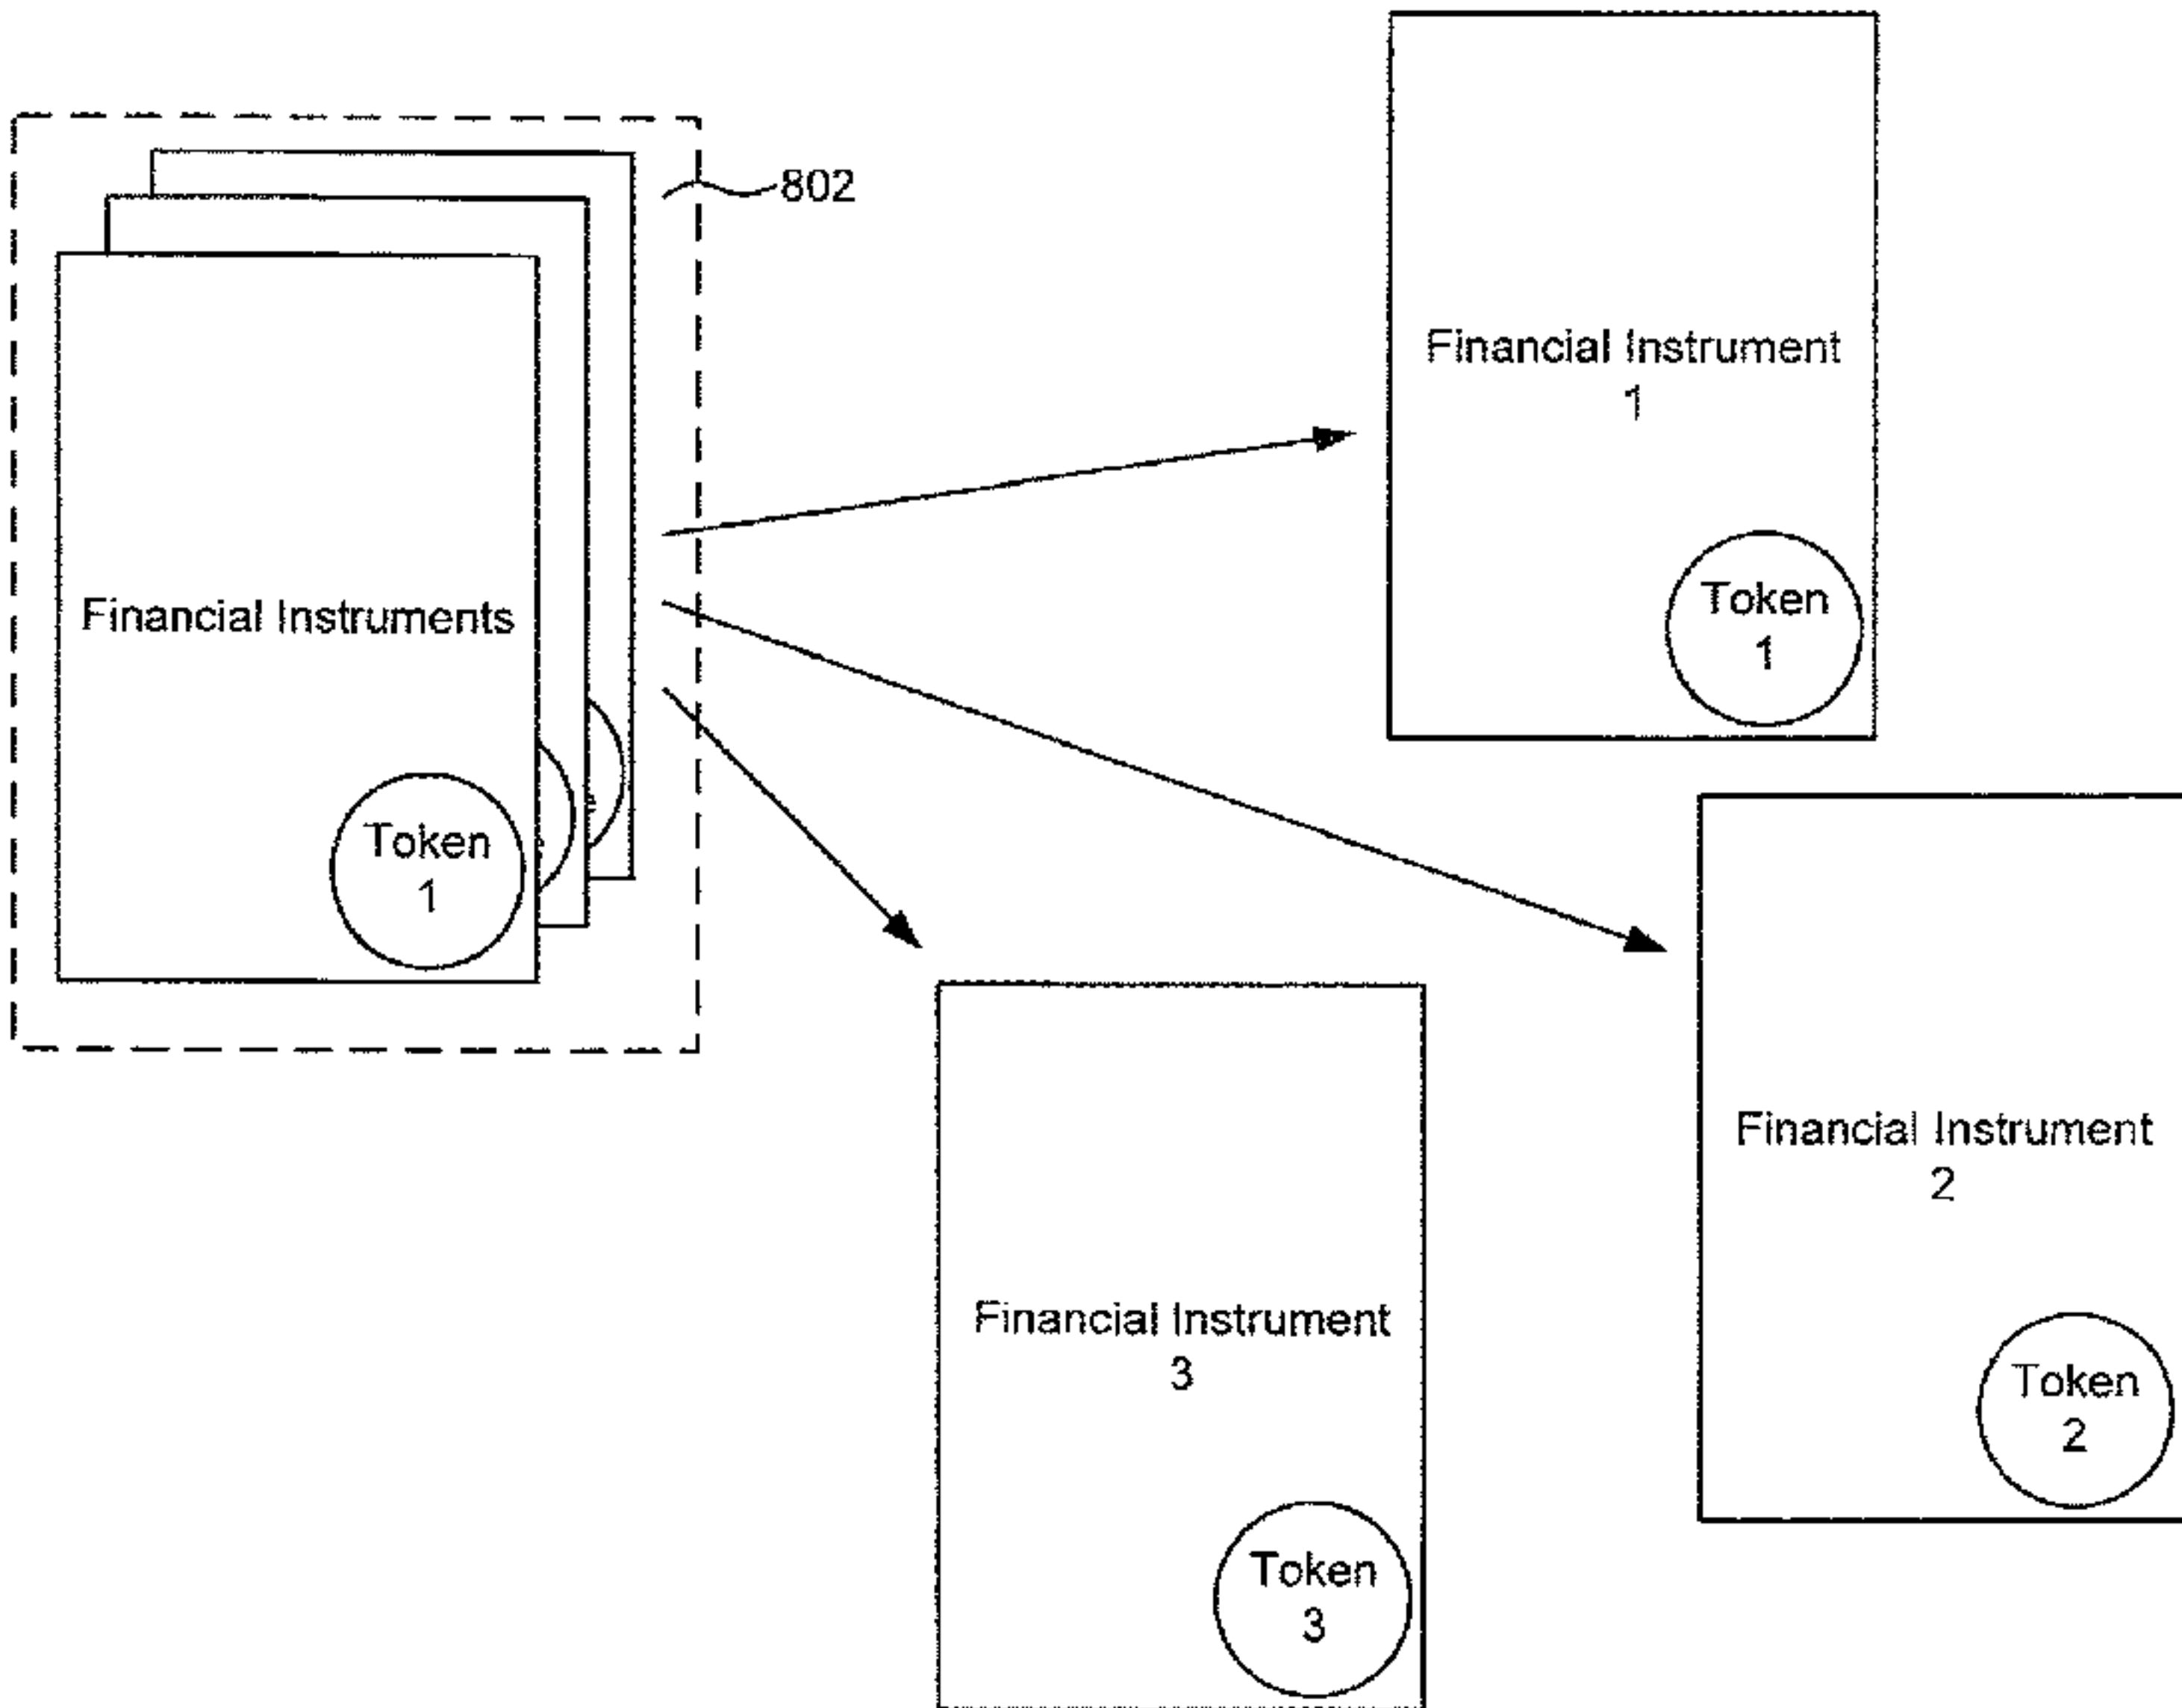 802
Financial Instruments
Token
1
Financial Instrument
1
Token
1
Financial Instrument
2
Token
2
Financial Instrument
3
Token
3